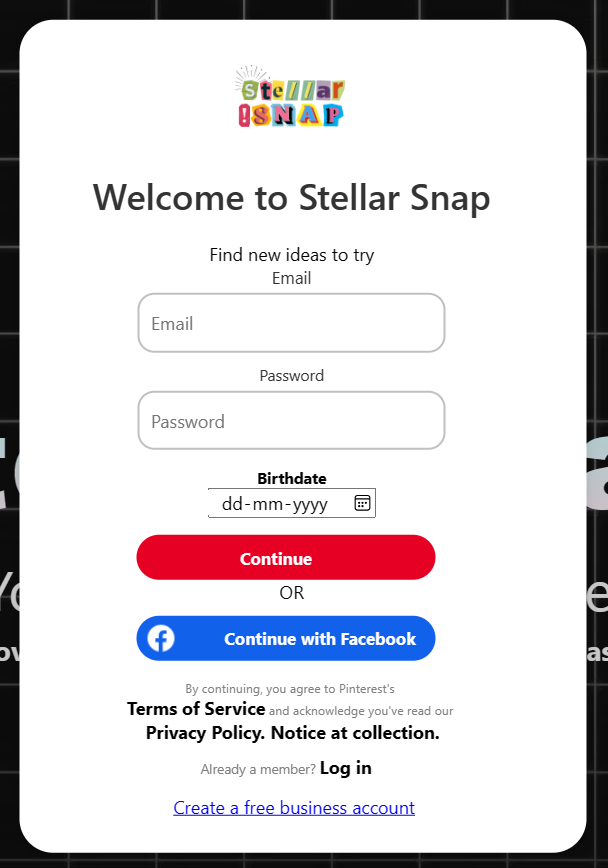 Stellar
!SNAP
Welcome to Stellar Snap
Find new ideas to try
Email
Email
Password
Password
Birthdate
dd-mm-yyyy
Continue
OR
Continue with Facebook
By continuing, you agree to Pinterest's
Terms of Service and acknowledge you've read our
Privacy Policy. Notice at collection.
Already a member? Log in
Create a free business account